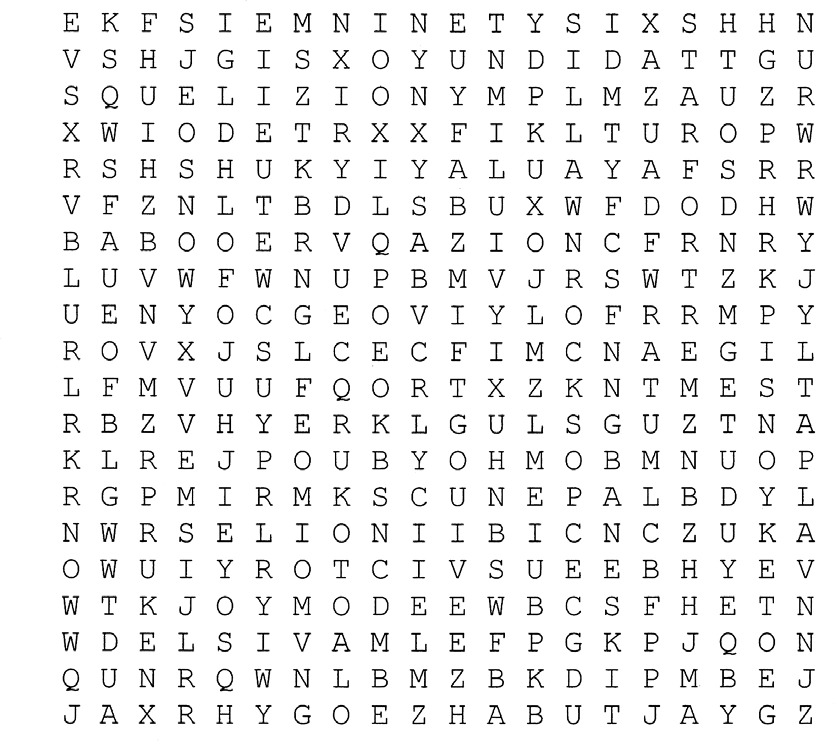 E K F S I E M N I N E T Y S I X S H H N
V S H J G I S X O Y U N D I D A T T G U
S Q U E L I Z I O N Y M P L M Z A U Z R
X W I O D E T R X X F I K L T U R O P W
R S H S H U K Y I Y A L U A Y A F S R R
V F Z N L T B D L S B U X W F D O D H W
B A B O O E R V Q A Z I O N C F R N R Y
L U V W F W N U P B M V J R S W T Z K J
U E N Y O C G E O V I Y L O F R R M P Y
R O V X J S L C E C F I M C N A E G I L
L F M V U U F Q O R T X Z K N T M E S T
R B Z V H Y E R K L G U L S G U Z T N A
K L R E J P O U B Y O H M O B M N U O P
R G P M I R M K S C U N E P A L B D Y L
N W R S E L I O N I I B I C N C Z U K A
O W U I Y R O T C I V S U E E B H Y E V
W T K J O Y M O D E E W B C S F H E T N
W D E L S I V A M L E F P G K P J Q O N
Q U N R Q W N L B M Z B K D I P M B E J
J A X R H Y G O E Z H A B U T J A Y G Z